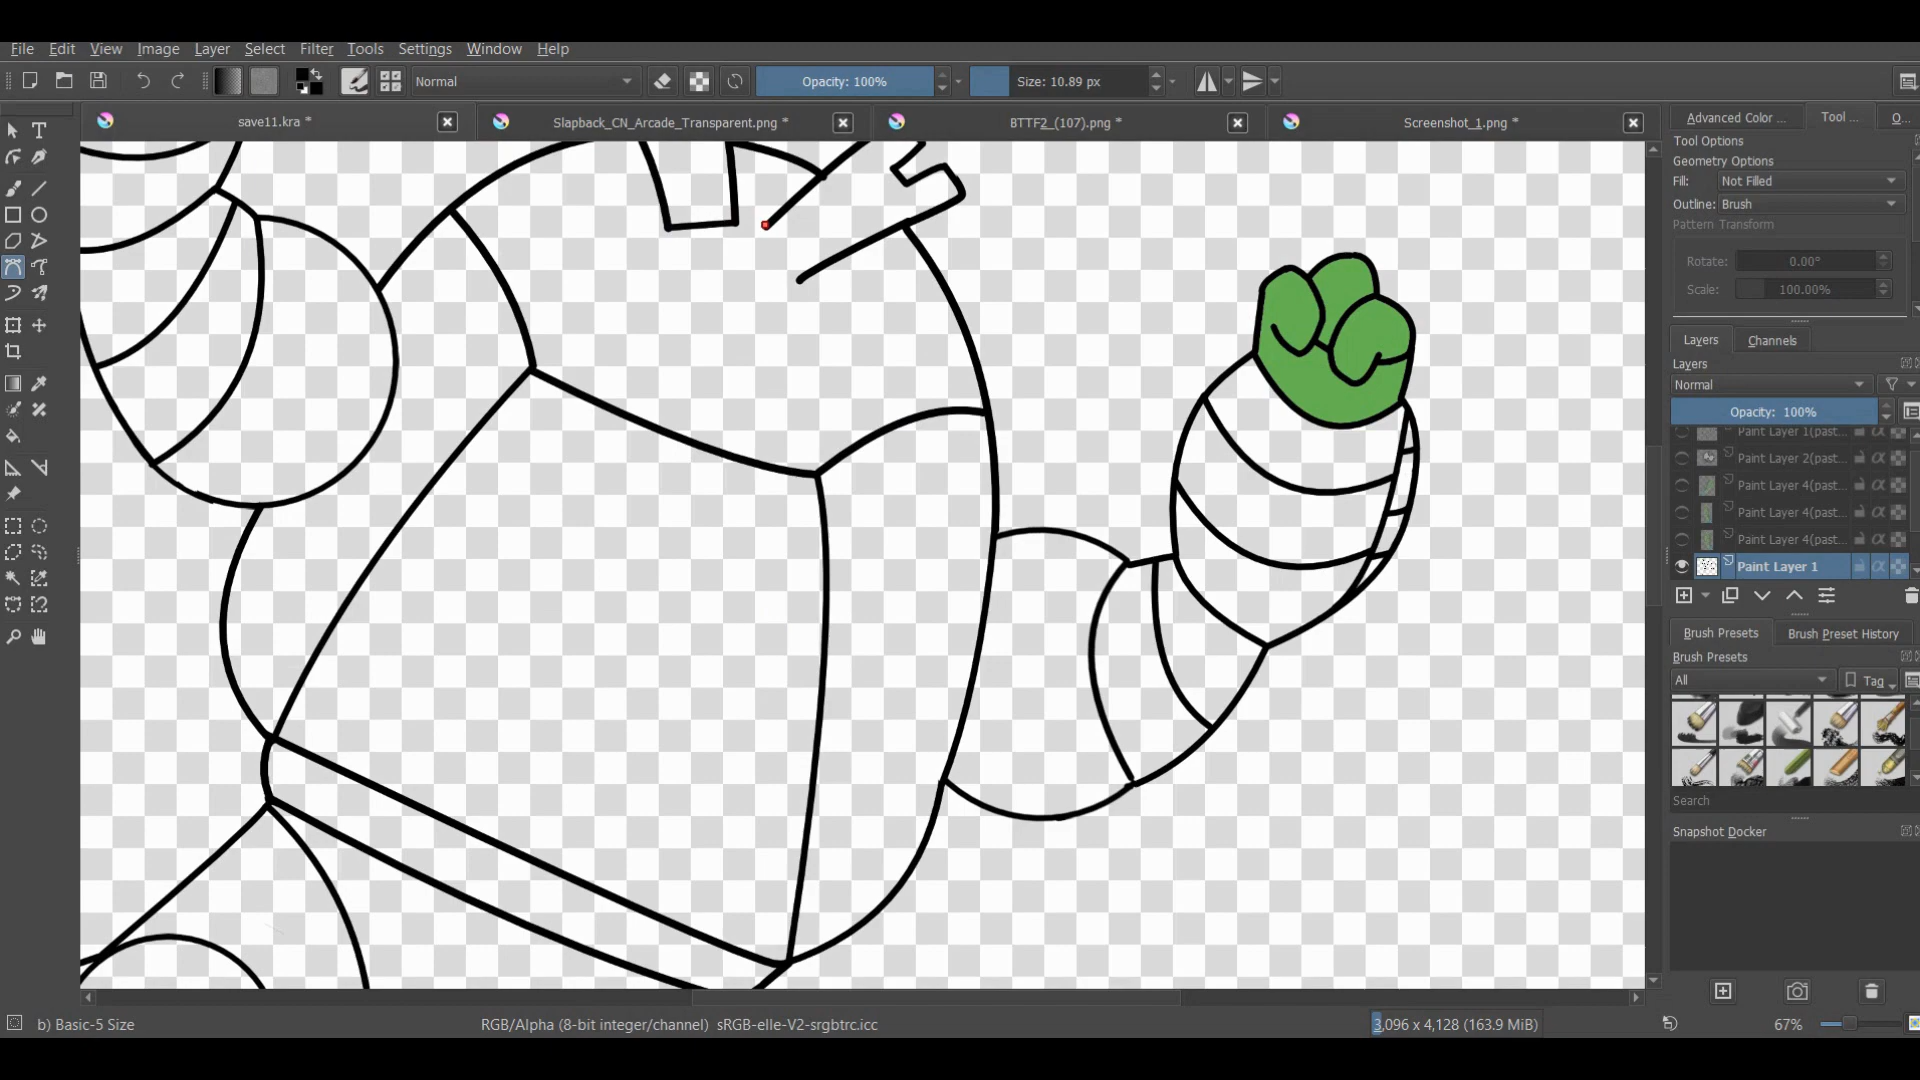 File Edit View Image Layer Select Filter Tools Settings Window Help
Normal
Opacity: 100%
Size: 10.89 px
save11.kra *
Slapback_CN_Arcade_Transparent.png *
BTTF2_(107).png *
Screenshot_1.png *
Advanced Color ... Tool ... O...
Tool Options
Geometry Options
Fill: Not Filled
Outline: Brush
Pattern Transform
Rotate: 0.00°
Scale: 100.00%
Layers Channels
Layers
Normal
Opacity: 100%
Paint Layer 1(past...
Paint Layer 2(past...
Paint Layer 4(past...
Paint Layer 4(past...
Paint Layer 4(past...
Paint Layer 1
Brush Presets Brush Preset History
Brush Presets
All Tag
Search
Snapshot Docker
b) Basic-5 Size
RGB/Alpha (8-bit integer/channel) sRGB-elle-V2-srgbtrc.icc
3,096 x 4,128 (163.9 MiB)
67%